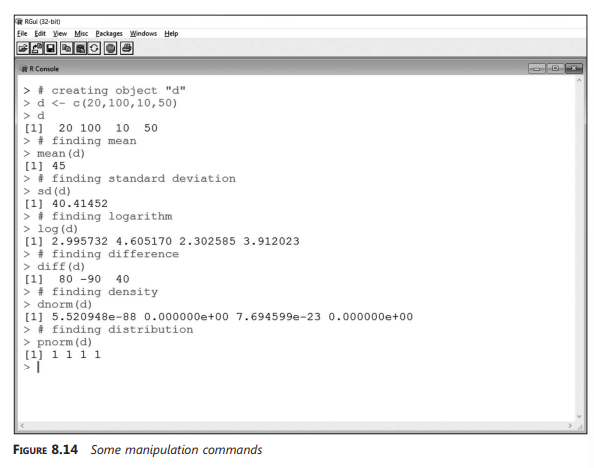 RGui (32-bit)
File Edit View Misc Packages Windows Help
R Console
> # creating object "d"
> d <- c(20,100,10,50)
> d
[1]  20 100  10  50
> # finding mean
> mean(d)
[1] 45
> # finding standard deviation
> sd(d)
[1] 40.41452
> # finding logarithm
> log(d)
[1] 2.995732 4.605170 2.302585 3.912023
> # finding difference
> diff(d)
[1]  80 -90  40
> # finding density
> dnorm(d)
[1] 5.520948e-88 0.000000e+00 7.694599e-23 0.000000e+00
> # finding distribution
> pnorm(d)
[1] 1 1 1 1
> |
FIGURE 8.14 Some manipulation commands